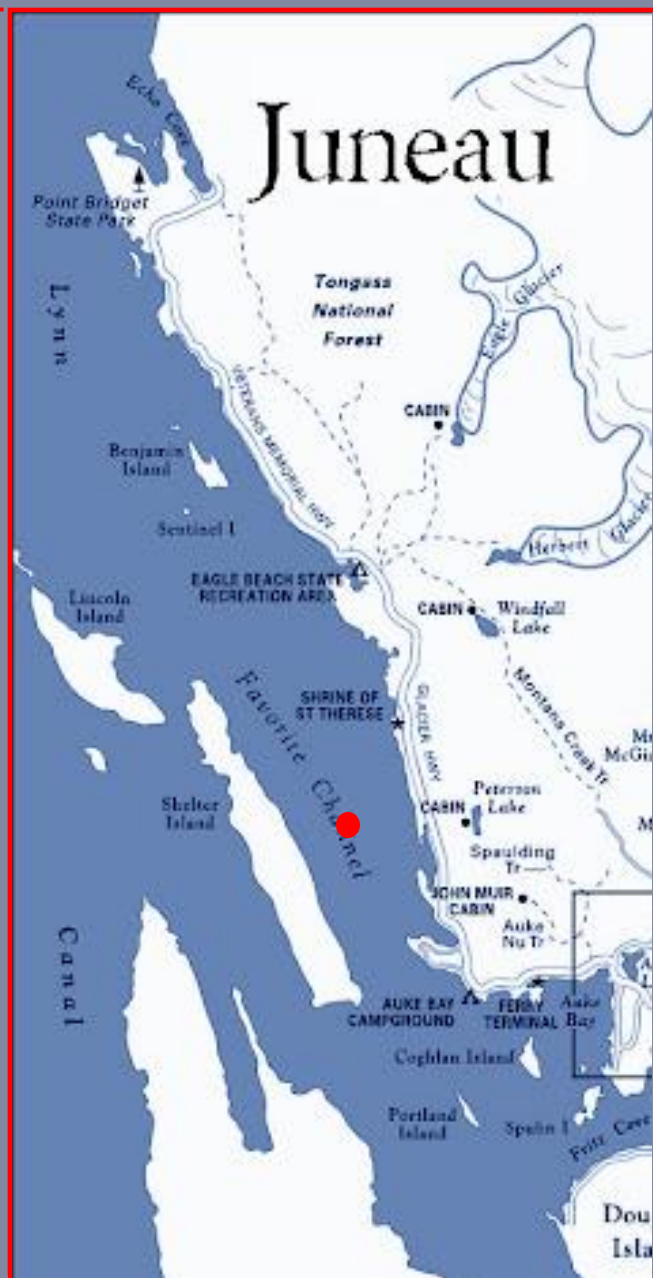 Echo Cove
Juneau
Point Bridget
State Park
Lynn
Tongass
National
Forest
Eagle Glacier
VETERANS MEMORIAL HWY
CABIN
Benjamin
Island
Sentinel I
Herbert Glacier
EAGLE BEACH STATE
RECREATION AREA
Lincoln
Island
CABIN
Windfall
Lake
Favorite Channel
SHRINE OF
ST THERESE
GLACIER HWY
Montana Creek Tr
McGi
Shelter
Island
CABIN
Peterson
Lake
Spaulding
Tr
JOHN MUIR
CABIN
Auke
Nu Tr
Canal
AUKE BAY
CAMPGROUND
FERRY
TERMINAL
Auke
Bay
Coghlan Island
Portland
Island
Spuhn I
Fritz Cove
Dou
Isla